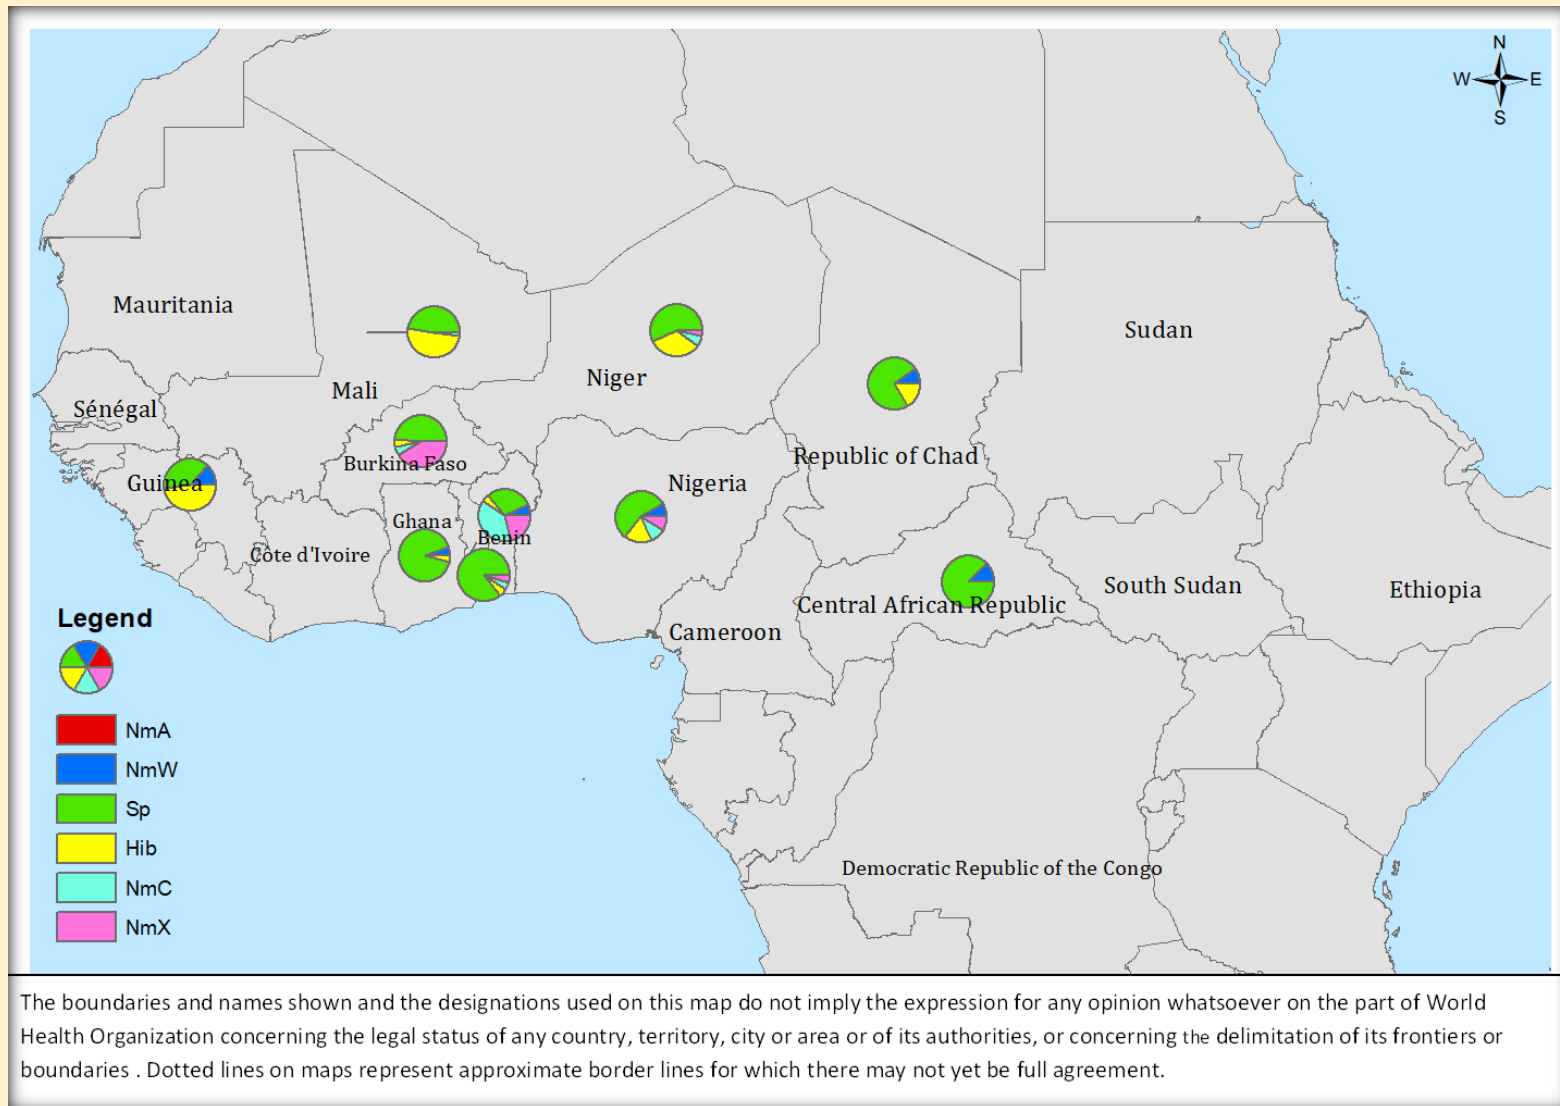 N
W E
S
Mauritania
Sudan
Niger
Mali
Sénégal
Republic of Chad
Burkina Faso
Guinea
Nigeria
Ghana
Benin
Côte d'Ivoire
South Sudan
Ethiopia
Central African Republic
Cameroon
Legend
NmA
NmW
Sp
Hib
Democratic Republic of the Congo
NmC
NmX
The boundaries and names shown and the designations used on this map do not imply the expression for any opinion whatsoever on the part of World
Health Organization concerning the legal status of any country, territory, city or area or of its authorities, or concerning the delimitation of its frontiers or
boundaries . Dotted lines on maps represent approximate border lines for which there may not yet be full agreement.